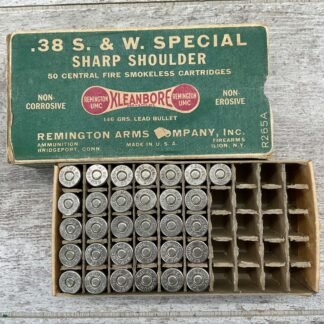 .38 S. & W. SPECIAL
SHARP SHOULDER
50 CENTRAL FIRE SMOKELESS CARTRIDGES
NON-CORROSIVE
REMINGTON UMC
KLEANBORE
REMINGTON UMC
NON-EROSIVE
146 GRS. LEAD BULLET
REMINGTON ARMS COMPANY, INC.
AMMUNITION
BRIDGEPORT, CONN.
MADE IN U.S.A.
FIREARMS
ILION, N.Y.
R265A